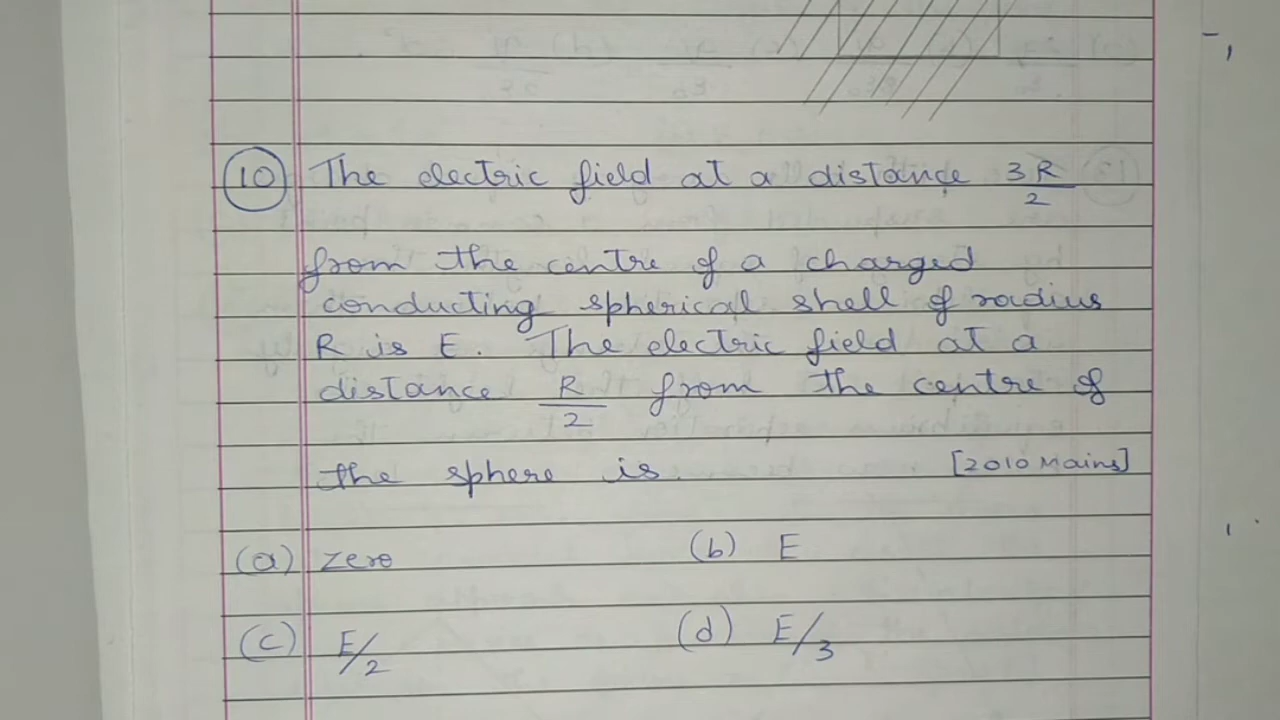 10 The electric field at a distance 3R/2
from the centre of a charged
conducting spherical shell of radius
R is E. The electric field at a
distance R/2 from the centre of
the sphere is. [2010 Mains]
(a) zero (b) E
(c) E/2 (d) E/3